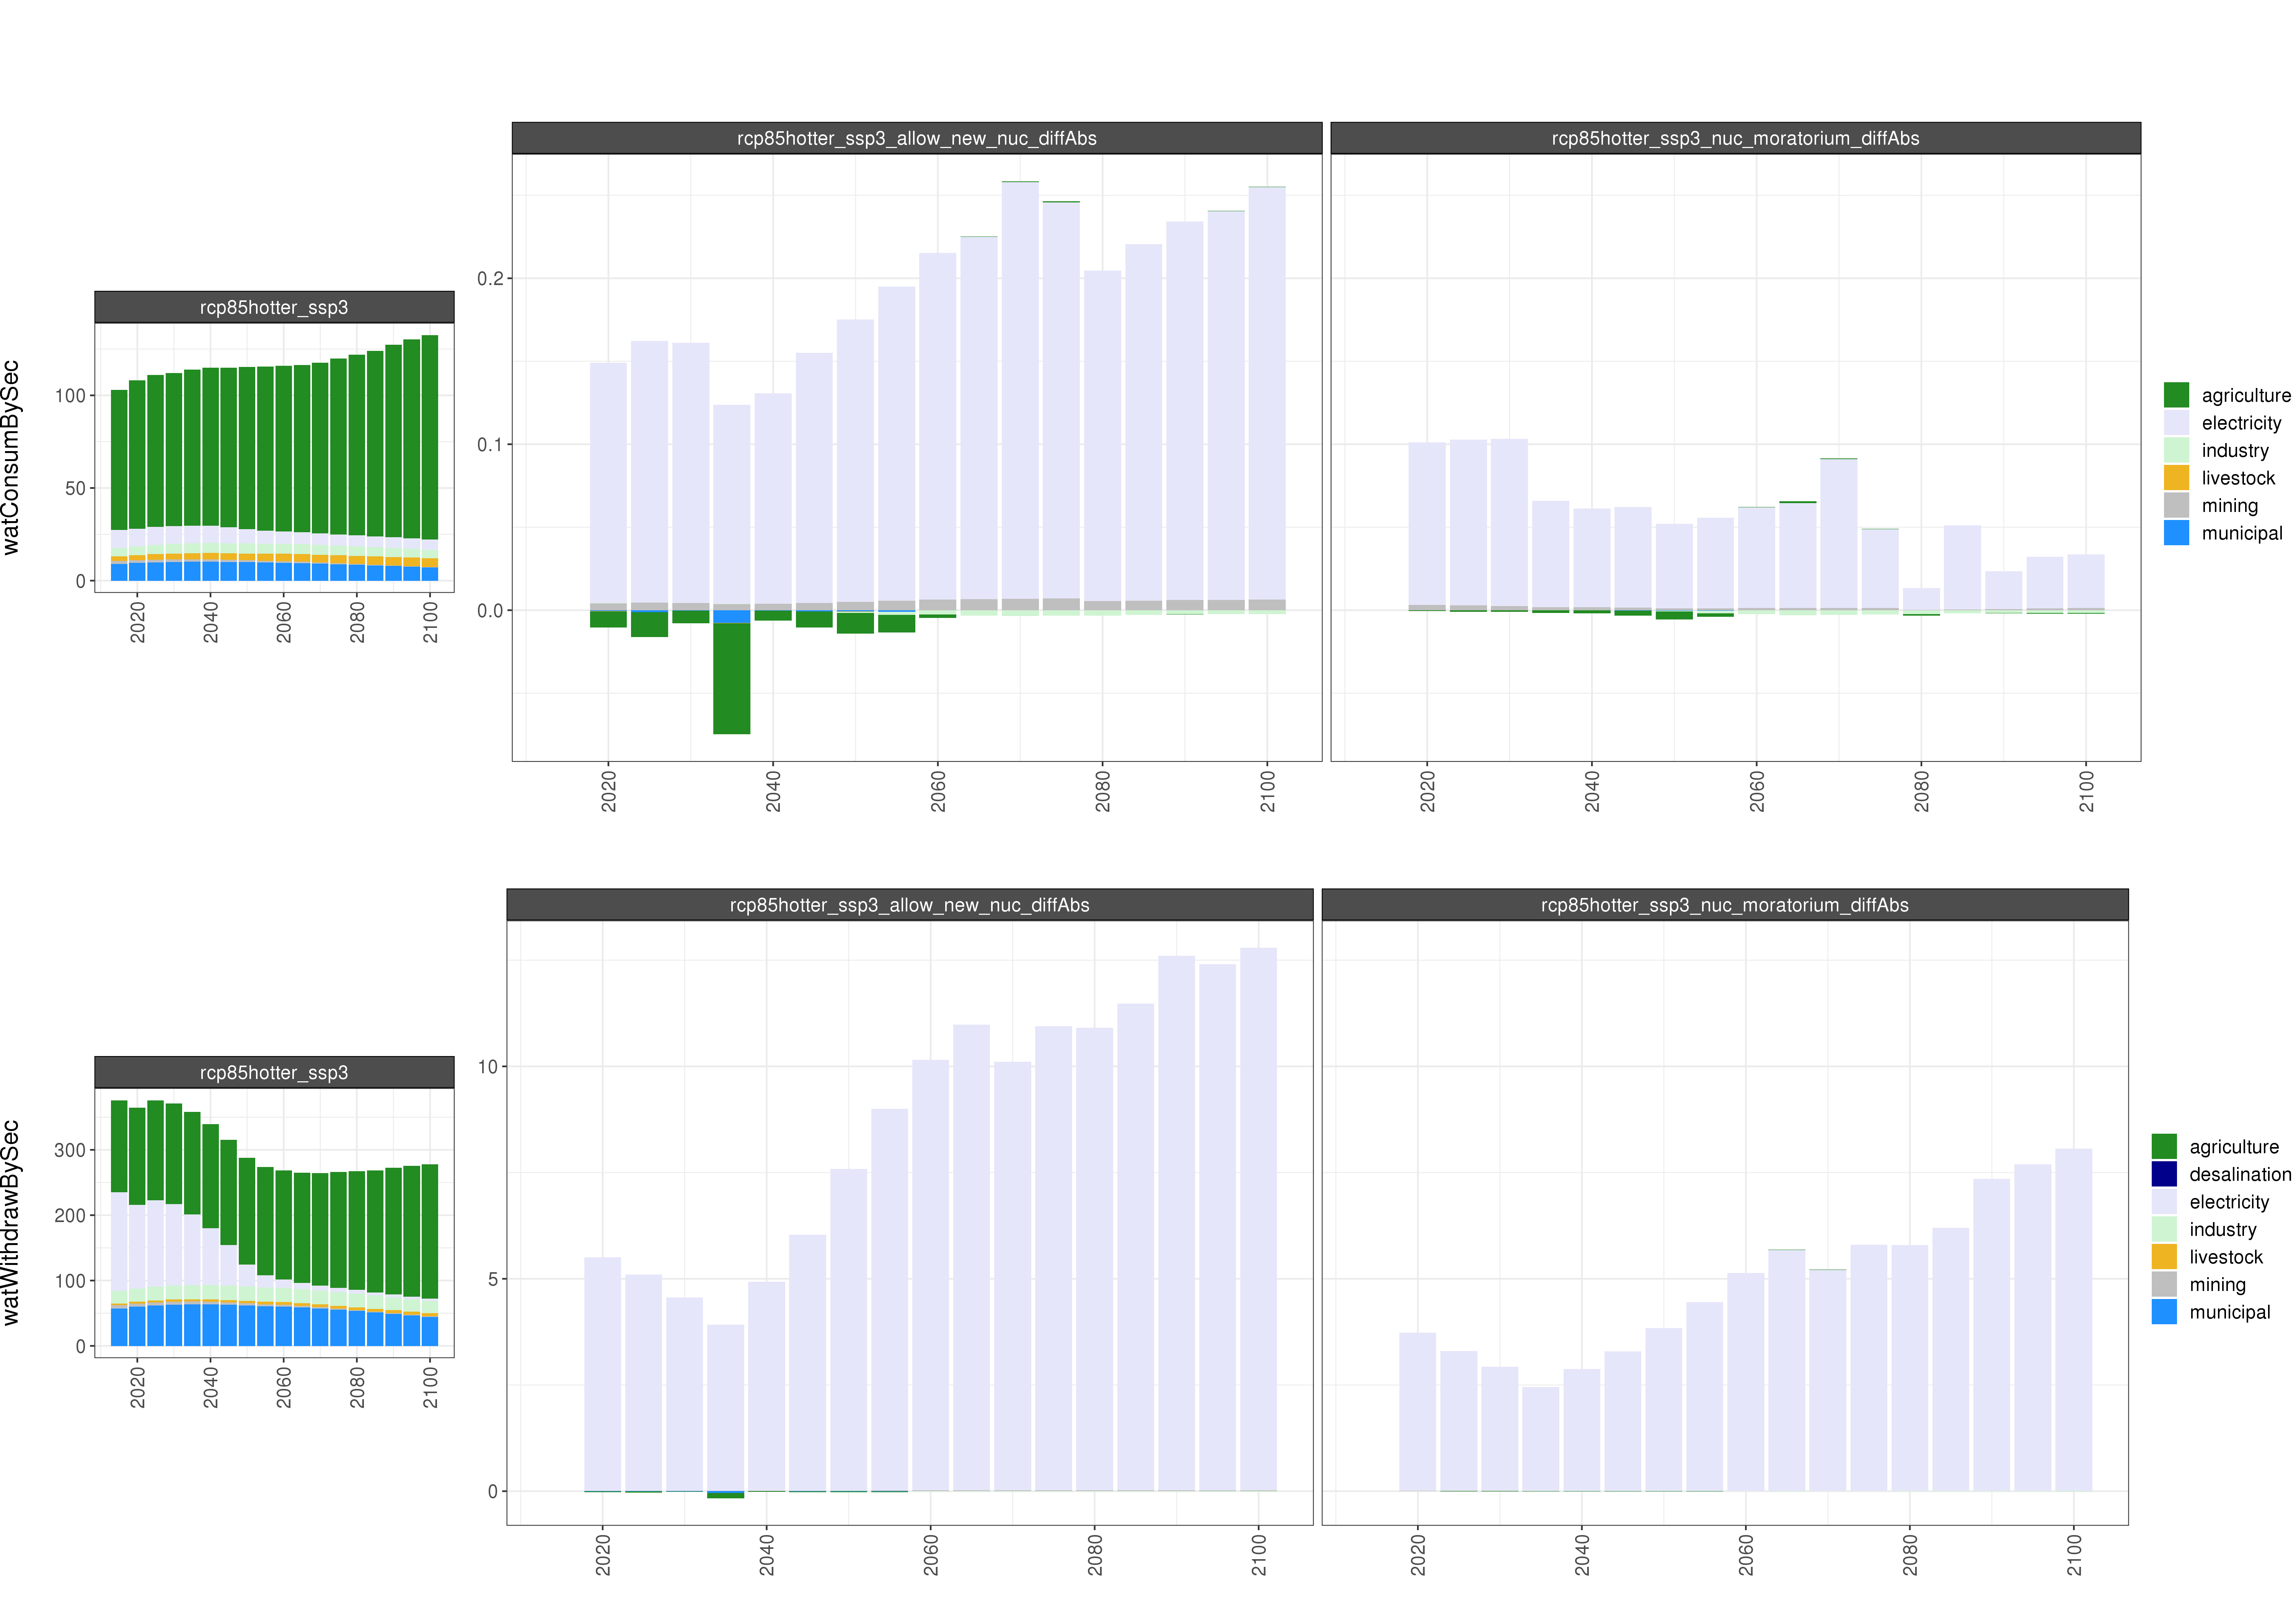 rcp85hotter_ssp3_allow_new_nuc_diffAbs
rcp85hotter_ssp3_nuc_moratorium_diffAbs
rcp85hotter_ssp3
watConsumBySec
100
50
0
2020
2040
2060
2080
2100
0.2
0.1
0.0
2020
2040
2060
2080
2100
2020
2040
2060
2080
2100
agriculture
electricity
industry
livestock
mining
municipal
rcp85hotter_ssp3_allow_new_nuc_diffAbs
rcp85hotter_ssp3_nuc_moratorium_diffAbs
rcp85hotter_ssp3
watWithdrawBySec
300
200
100
0
2020
2040
2060
2080
2100
10
5
0
2020
2040
2060
2080
2100
2020
2040
2060
2080
2100
agriculture
desalination
electricity
industry
livestock
mining
municipal